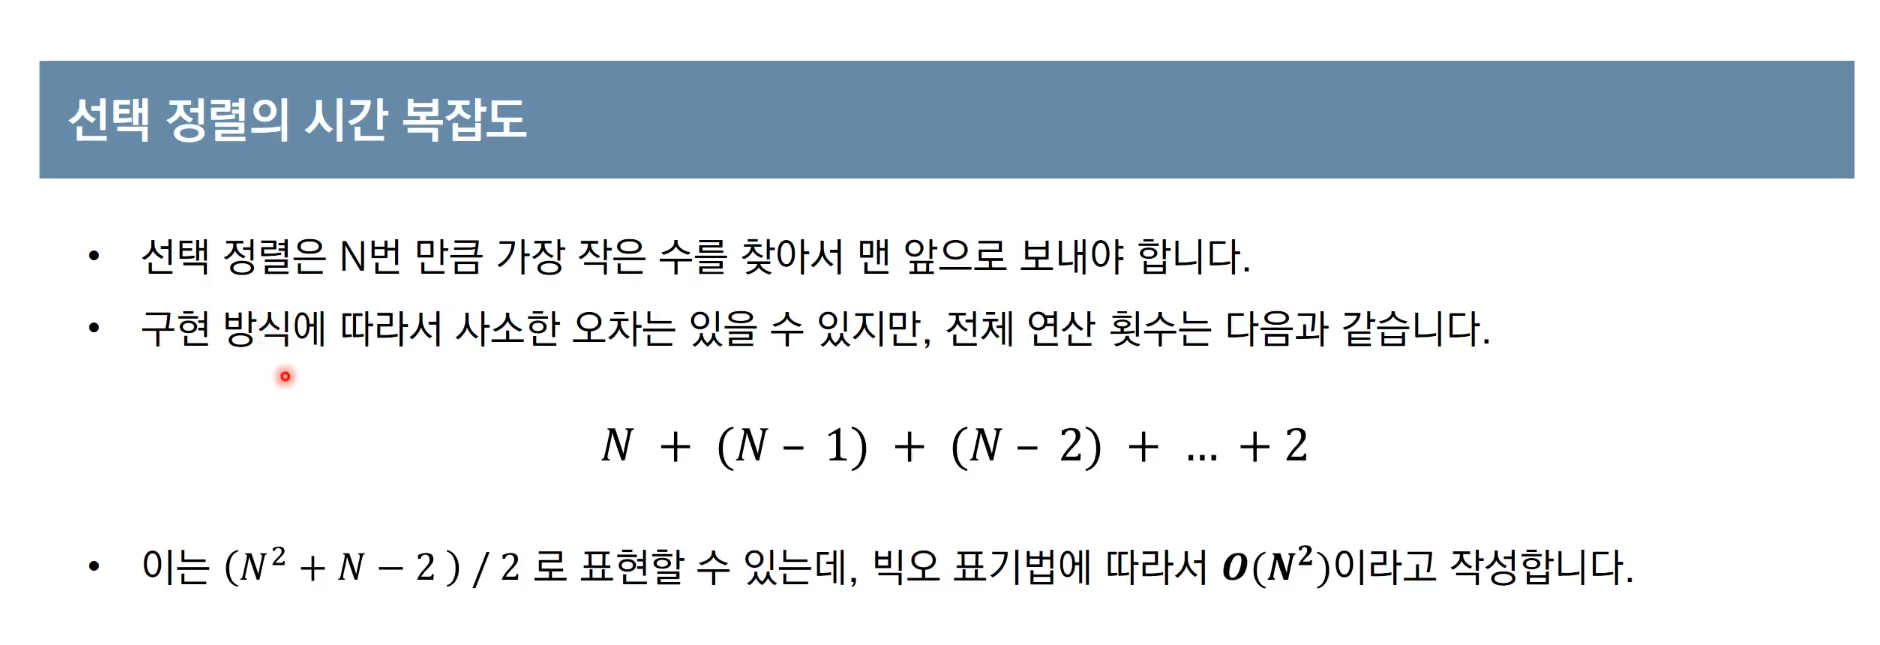 선택 정렬의 시간 복잡도
• 선택 정렬은 N번 만큼 가장 작은 수를 찾아서 맨 앞으로 보내야 합니다.
• 구현 방식에 따라서 사소한 오차는 있을 수 있지만, 전체 연산 횟수는 다음과 같습니다.
N + (N – 1) + (N – 2) + … + 2
• 이는 (N² + N − 2 ) / 2 로 표현할 수 있는데, 빅오 표기법에 따라서 O(N²)이라고 작성합니다.